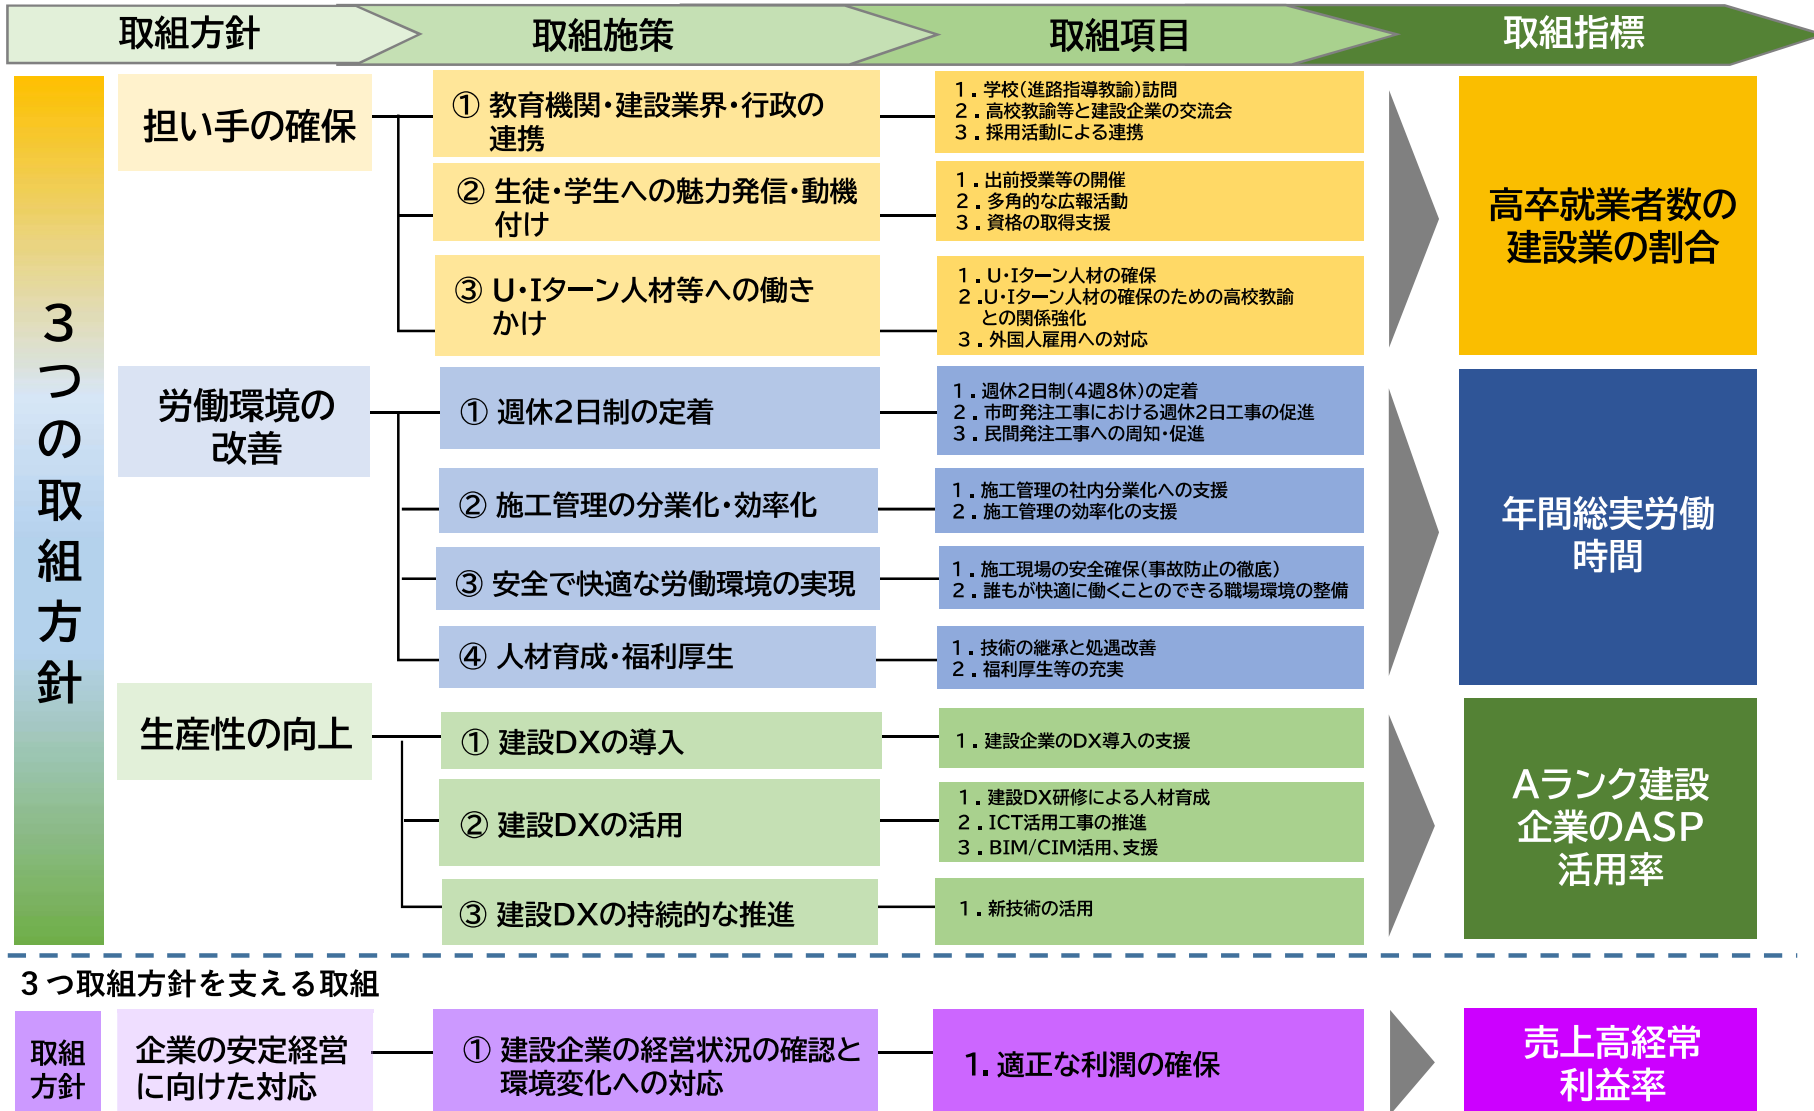 取組方針
取組施策
取組項目
取組指標
3つの取組方針
担い手の確保
① 教育機関・建設業界・行政の
連携
1．学校（進路指導教諭）訪問
2．高校教諭等と建設企業の交流会
3．採用活動による連携
② 生徒・学生への魅力発信・動機
付け
1．出前授業等の開催
2．多角的な広報活動
3．資格の取得支援
③ U・Iターン人材等への働き
かけ
1．U・Iターン人材の確保
2．U・Iターン人材の確保のための高校教諭
との関係強化
3．外国人雇用への対応
高卒就業者数の
建設業の割合
労働環境の
改善
① 週休2日制の定着
1．週休2日制（4週8休）の定着
2．市町発注工事における週休2日工事の促進
3．民間発注工事への周知・促進
② 施工管理の分業化・効率化
1．施工管理の社内分業化への支援
2．施工管理の効率化の支援
③ 安全で快適な労働環境の実現
1．施工現場の安全確保（事故防止の徹底）
2．誰もが快適に働くことのできる職場環境の整備
④ 人材育成・福利厚生
1．技術の継承と処遇改善
2．福利厚生等の充実
年間総実労働
時間
生産性の向上
① 建設DXの導入
1．建設企業のDX導入の支援
② 建設DXの活用
1．建設DX研修による人材育成
2．ICT活用工事の推進
3．BIM/CIM活用、支援
③ 建設DXの持続的な推進
1．新技術の活用
Aランク建設
企業のASP
活用率
3つ取組方針を支える取組
取組
方針
企業の安定経営
に向けた対応
① 建設企業の経営状況の確認と
環境変化への対応
1．適正な利潤の確保
売上高経常
利益率